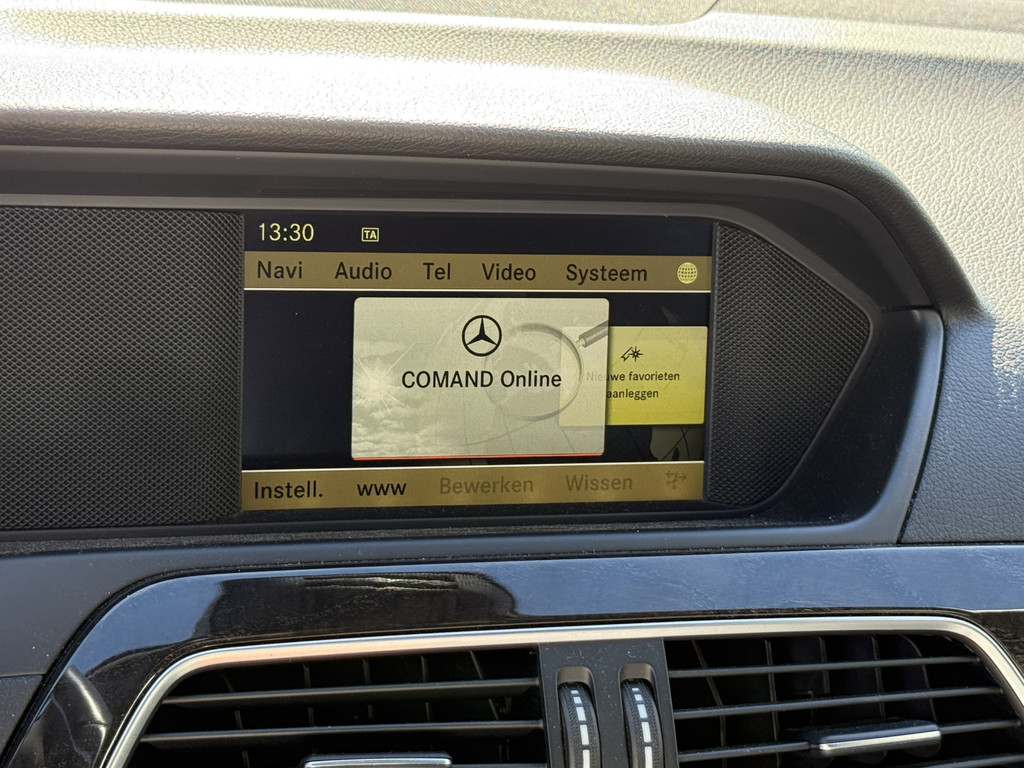 13:30 TA
Navi Audio Tel Video Systeem
COMAND Online
Nieuwe favorieten
aanleggen
Instell. www Bewerken Wissen